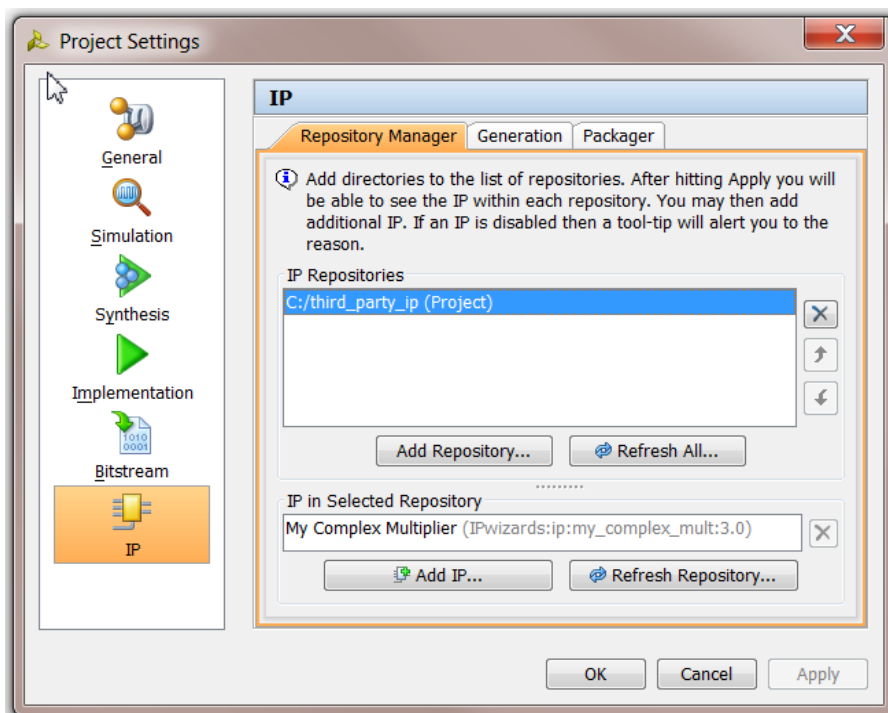 Project Settings
General
Simulation
Synthesis
Implementation
1010
0001
Bitstream
IP
IP
Repository Manager
Generation
Packager
Add directories to the list of repositories. After hitting Apply you will
be able to see the IP within each repository. You may then add
additional IP. If an IP is disabled then a tool-tip will alert you to the
reason.
IP Repositories
C:/third_party_ip (Project)
Add Repository...
Refresh All...
IP in Selected Repository
My Complex Multiplier (IPwizards:ip:my_complex_mult:3.0)
Add IP...
Refresh Repository...
OK
Cancel
Apply